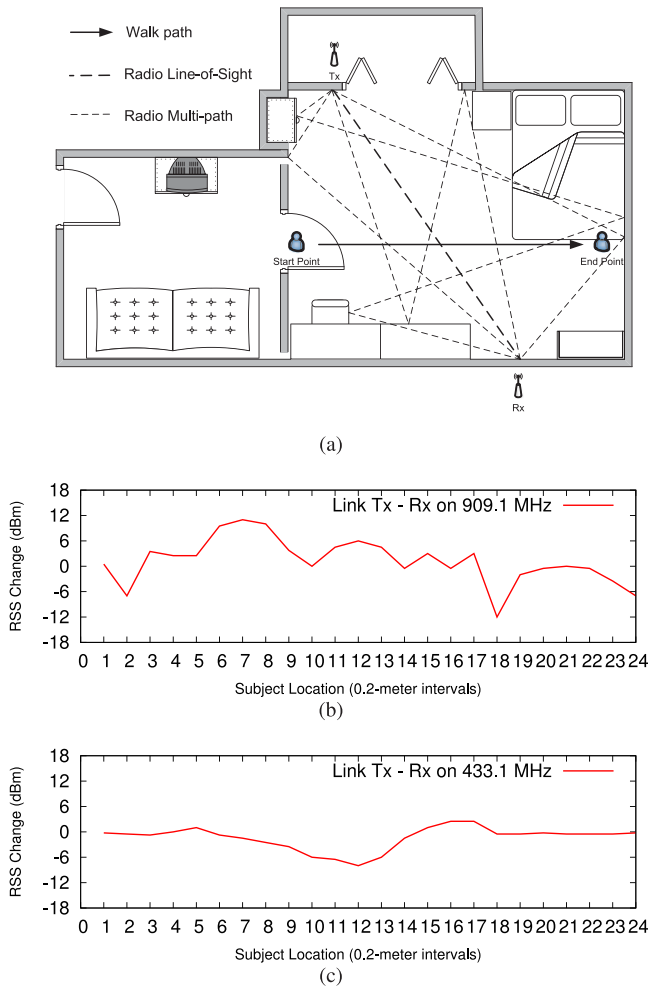 Walk path
Radio Line-of-Sight
Radio Multi-path
Tx
Start Point
End Point
Rx
(a)
18
12
6
0
-6
-12
-18
Link Tx - Rx on 909.1 MHz
RSS Change (dBm)
0 1 2 3 4 5 6 7 8 9 10 11 12 13 14 15 16 17 18 19 20 21 22 23 24
Subject Location (0.2-meter intervals)
(b)
18
12
6
0
-6
-12
-18
Link Tx - Rx on 433.1 MHz
RSS Change (dBm)
0 1 2 3 4 5 6 7 8 9 10 11 12 13 14 15 16 17 18 19 20 21 22 23 24
Subject Location (0.2-meter intervals)
(c)